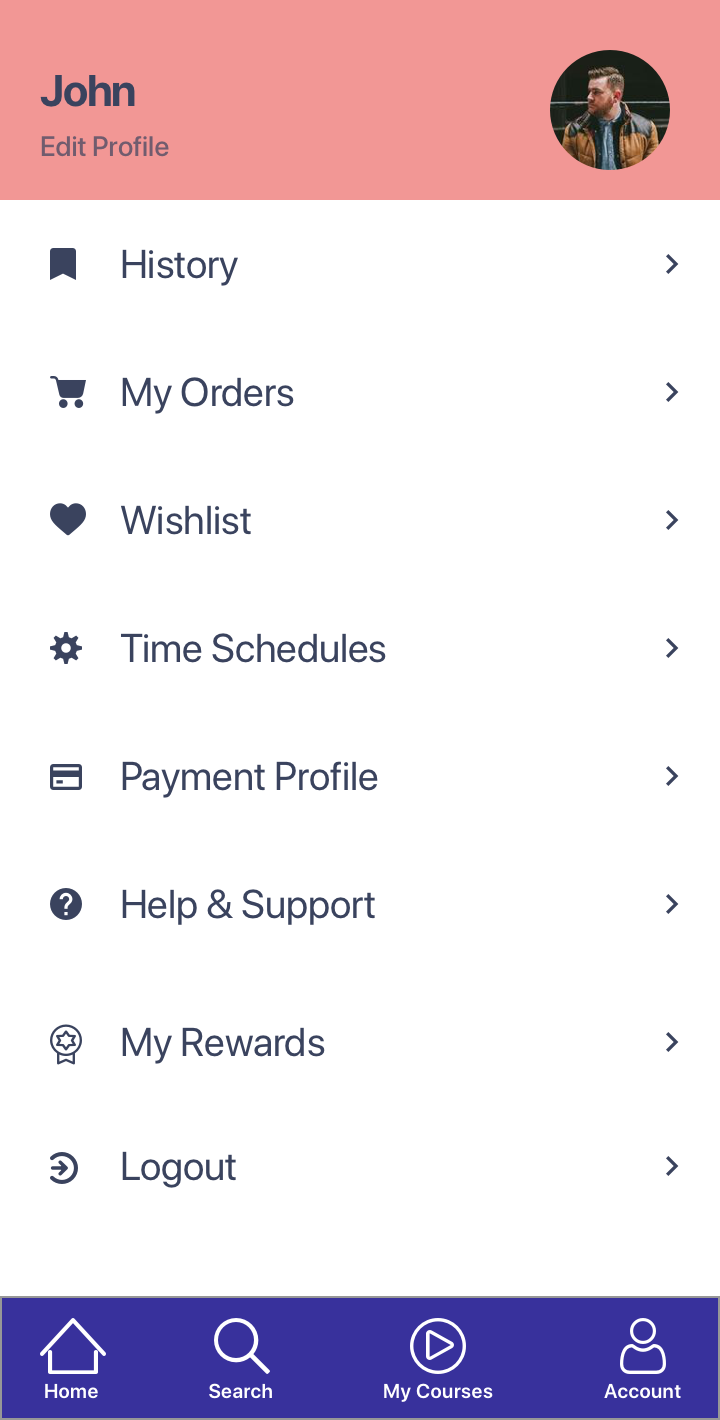 John
Edit Profile
History
My Orders
Wishlist
Time Schedules
Payment Profile
Help & Support
My Rewards
Logout
Home Search My Courses Account